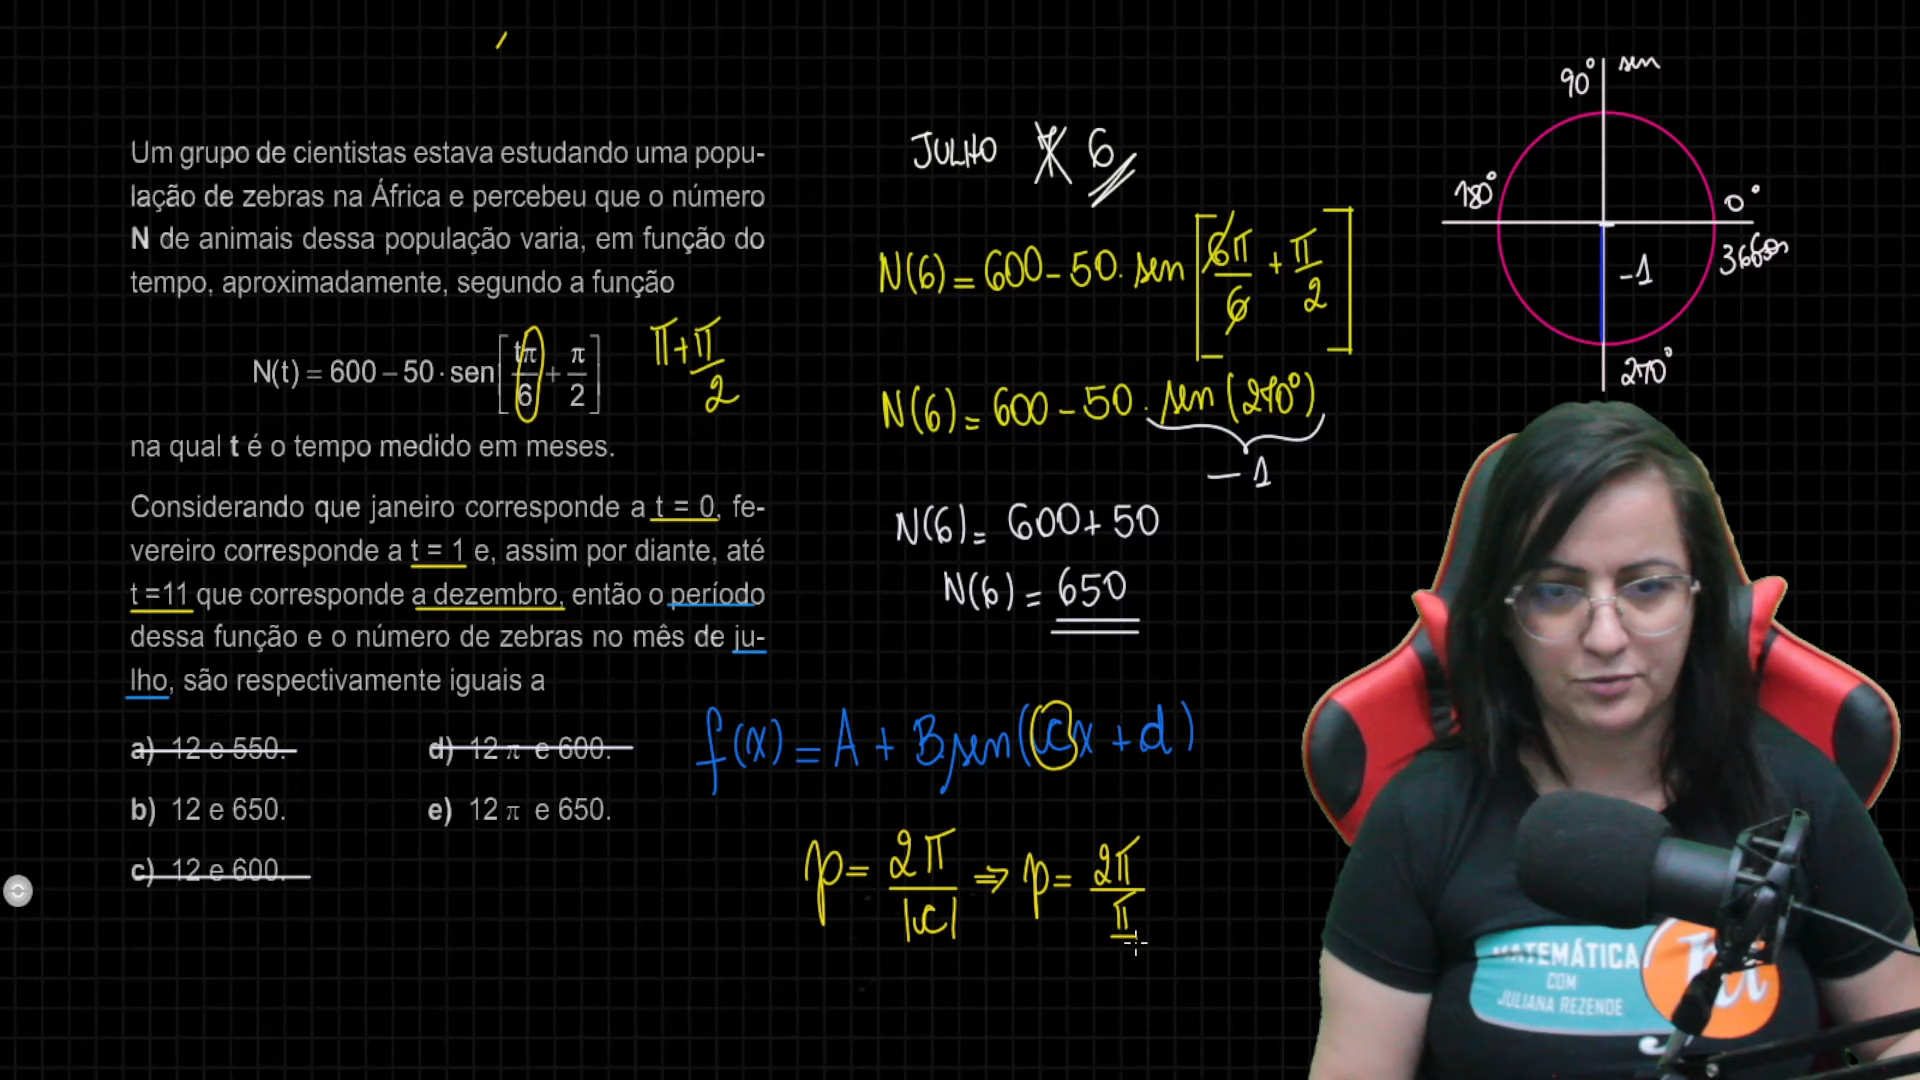 Um grupo de cientistas estava estudando uma popu-
lação de zebras na África e percebeu que o número
N de animais dessa população varia, em função do
tempo, aproximadamente, segundo a função
N(t) = 600 − 50 · sen[tπ/6 + π/2]
π + π/2
na qual t é o tempo medido em meses.
Considerando que janeiro corresponde a t = 0, fe-
vereiro corresponde a t = 1 e, assim por diante, até
t =11 que corresponde a dezembro, então o período
dessa função e o número de zebras no mês de ju-
lho, são respectivamente iguais a
a) 12 e 550.
b) 12 e 650.
c) 12 e 600.
d) 12 π e 600.
e) 12 π e 650.
JULHO 7 6
N(6) = 600 − 50. sen [6π/6 + π/2]
N(6) = 600 − 50 . sen (270°)
− 1
N(6) = 600 + 50
N(6) = 650
f(x) = A + B sen(cx + d)
p = 2π/|c| ⇒ p = 2π/π
90° sen
180°
0°
-1
270°
MATEMÁTICA
COM
JULIANA REZENDE